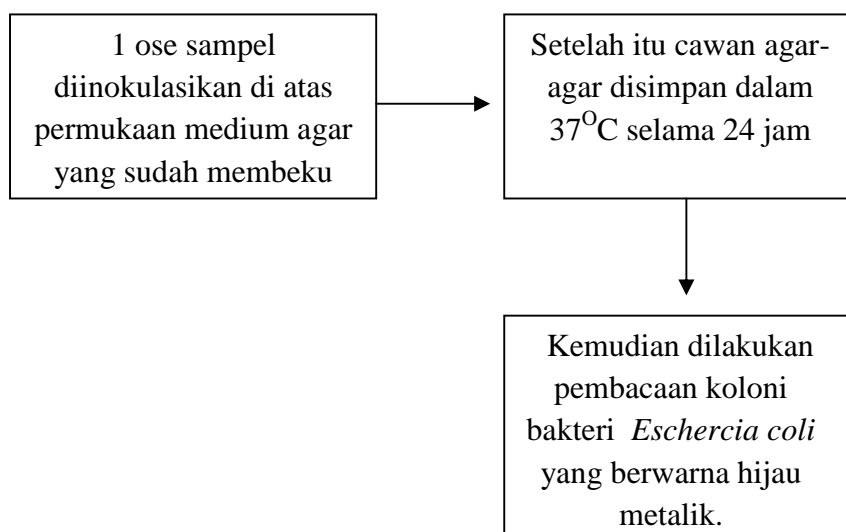 1 ose sampel
diinokulasikan di atas
permukaan medium agar
yang sudah membeku
Setelah itu cawan agar-
agar disimpan dalam
37°C selama 24 jam
Kemudian dilakukan
pembacaan koloni
bakteri Eschercia coli
yang berwarna hijau
metalik.